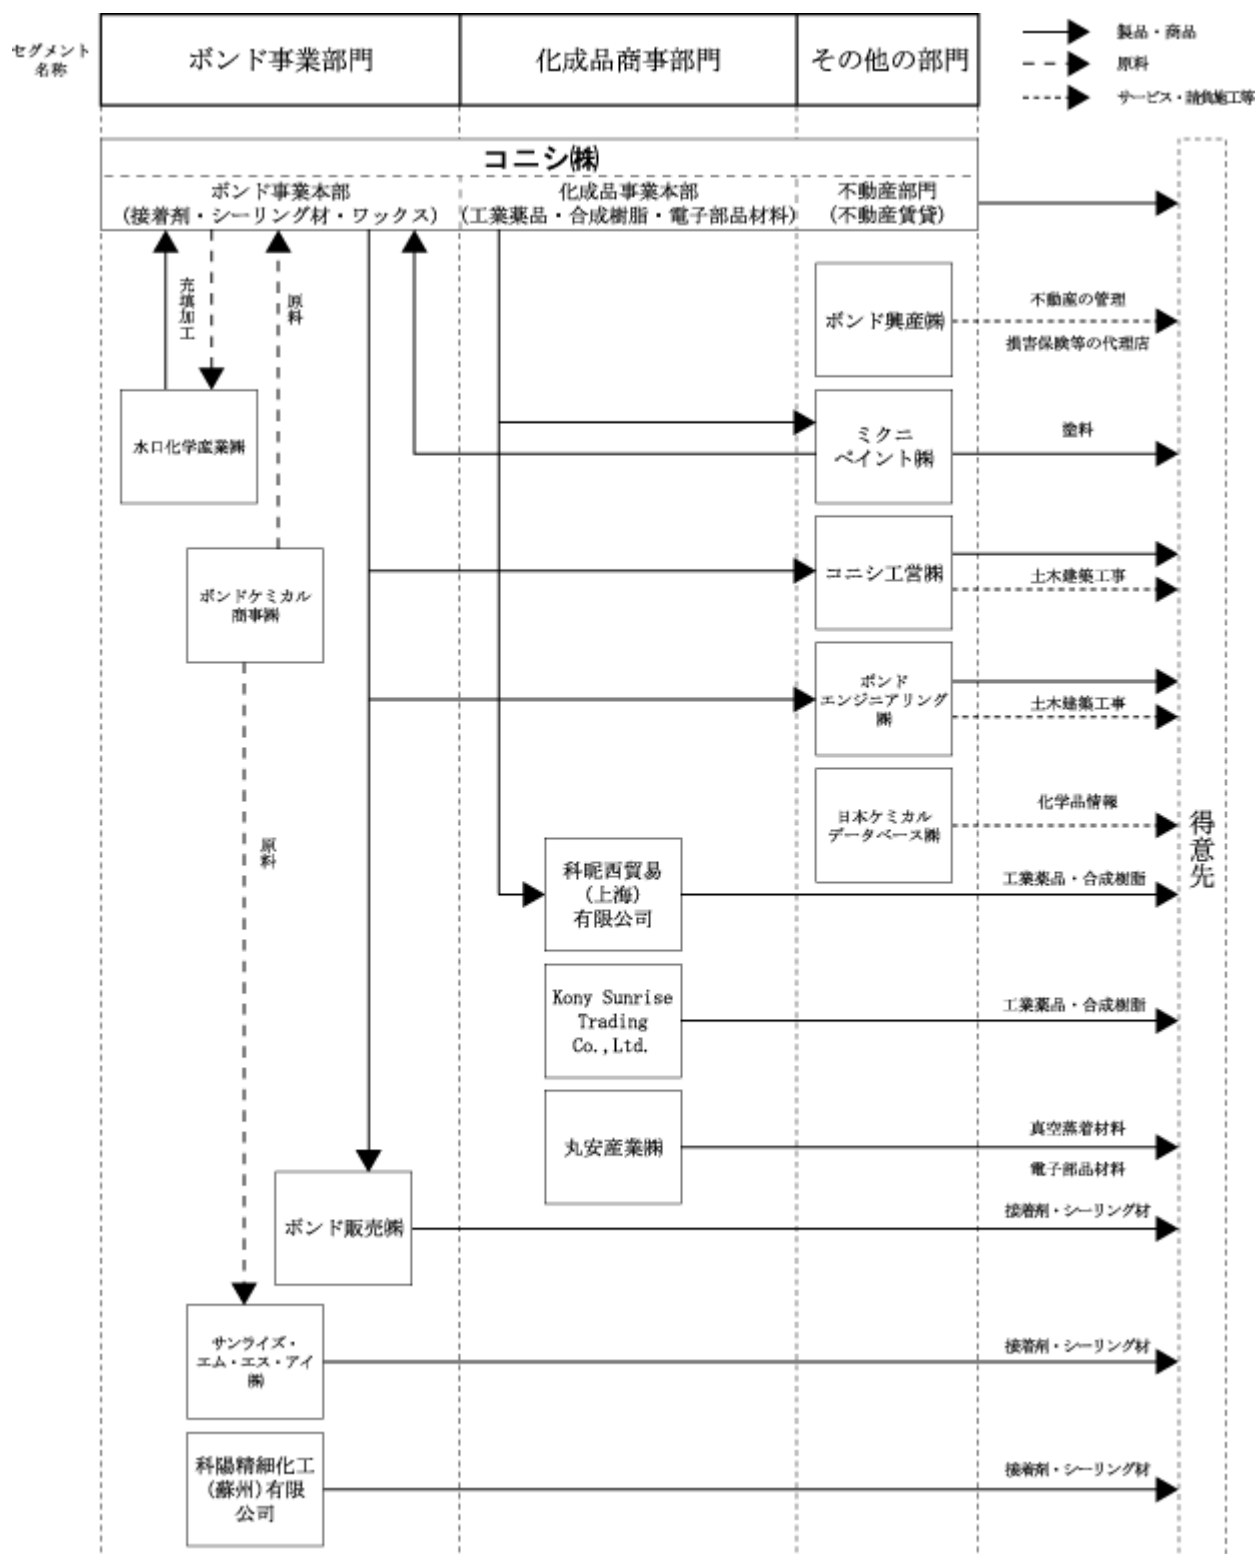 セグメント
名称
ボンド事業部門
化成品商事部門
その他の部門
製品・商品
原料
サービス・請負施工等
コニシ㈱
ボンド事業本部
(接着剤・シーリング材・ワックス)
化成品事業本部
(工業薬品・合成樹脂・電子部品材料)
不動産部門
(不動産賃貸)
充填加工
原料
ボンド興産㈱
不動産の管理
損害保険等の代理店
水口化学産業㈱
ミクニ
ペイント㈱
塗料
コニシ工営㈱
土木建築工事
ボンドケミカル
商事㈱
ボンド
エンジニアリング
㈱
土木建築工事
日本ケミカル
データベース㈱
化学品情報
得意先
原料
科昵西貿易
(上海)
有限公司
工業薬品・合成樹脂
Kony Sunrise
Trading
Co.,Ltd.
工業薬品・合成樹脂
丸安産業㈱
真空蒸着材料
電子部品材料
ボンド販売㈱
接着剤・シーリング材
サンライズ・
エム・エス・アイ
㈱
接着剤・シーリング材
科陽精細化工
(蘇州)有限
公司
接着剤・シーリング材